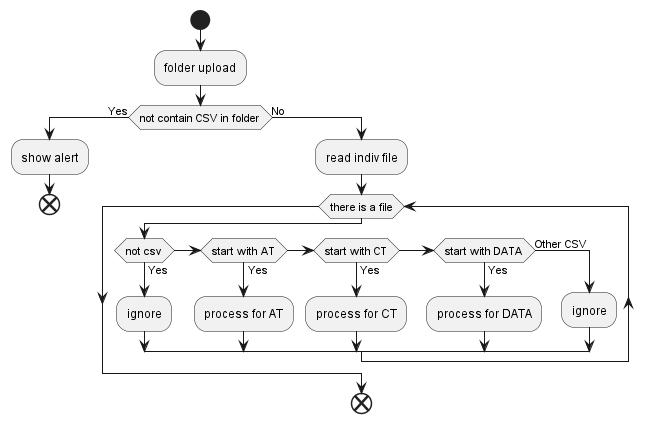 folder upload
Yes
not contain CSV in folder
No
show alert
read indiv file
there is a file
not csv
start with AT
start with CT
start with DATA
Other CSV
Yes
Yes
Yes
Yes
ignore
process for AT
process for CT
process for DATA
ignore